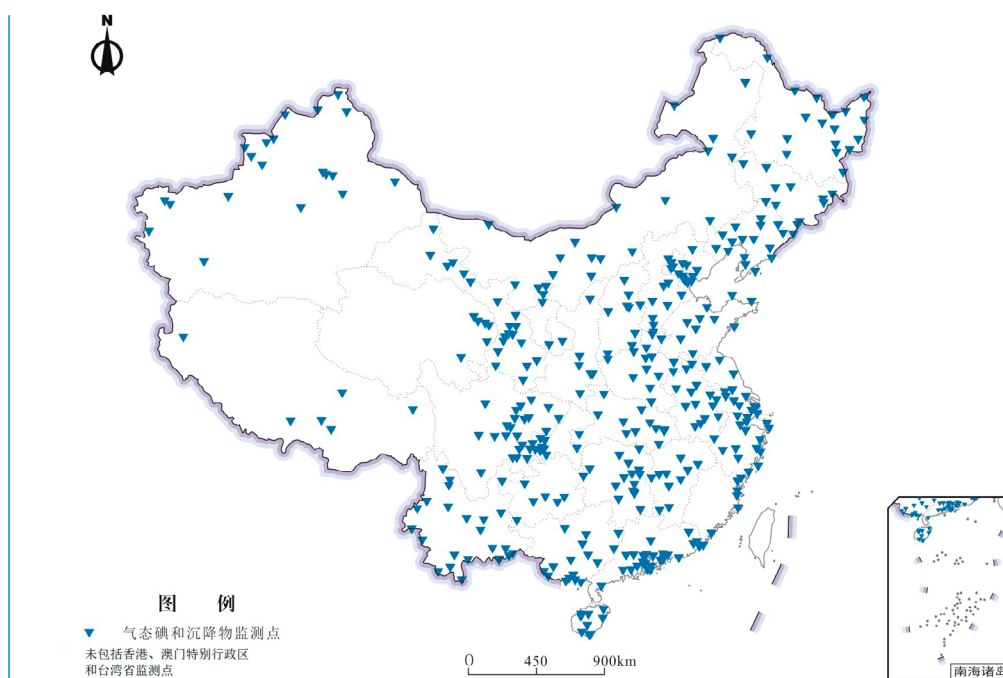 N
图 例
气态碘和沉降物监测点
未包括香港、澳门特别行政区
和台湾省监测点
0 450 900km
南海诸岛